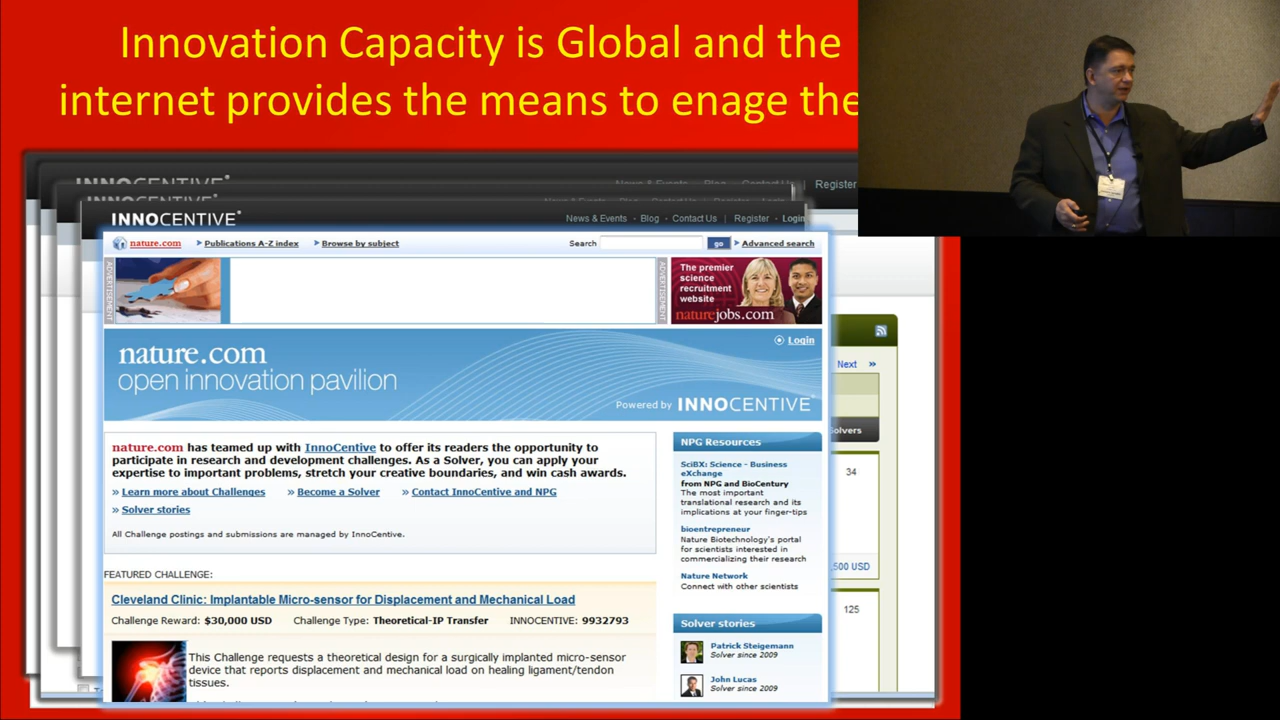 Innovation Capacity is Global and the
internet provides the means to enage the
INNOCENTIVE
Register
INNOCENTIVE
INNOCENTIVE
News & Events · Blog · Contact Us | Register · Login
nature.com
Publications A-Z index
Browse by subject
Search
go
Advanced search
ADVERTISEMENT
ADVERTISEMENT
The premier
science
recruitment
website
naturejobs.com
nature.com
open innovation pavilion
Login
Powered by INNOCENTIVE
Next »
Solvers
34
,500 USD
125
nature.com has teamed up with InnoCentive to offer its readers the opportunity to
participate in research and development challenges. As a Solver, you can apply your
expertise to important problems, stretch your creative boundaries, and win cash awards.
» Learn more about Challenges » Become a Solver » Contact InnoCentive and NPG
» Solver stories
All Challenge postings and submissions are managed by InnoCentive.
FEATURED CHALLENGE:
Cleveland Clinic: Implantable Micro-sensor for Displacement and Mechanical Load
Challenge Reward: $30,000 USD Challenge Type: Theoretical-IP Transfer INNOCENTIVE: 9932793
This Challenge requests a theoretical design for a surgically implanted micro-sensor
device that reports displacement and mechanical load on healing ligament/tendon
tissues.
NPG Resources
SciBX: Science - Business
eXchange
from NPG and BioCentury
The most important
translational research and its
implications at your finger-tips
bioentrepreneur
Nature Biotechnology's portal
for scientists interested in
commercializing their research
Nature Network
Connect with other scientists
Solver stories
Patrick Steigemann
Solver since 2009
John Lucas
Solver since 2009